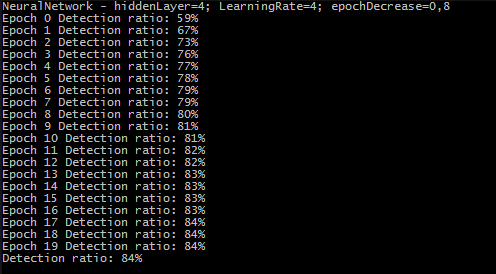 NeuralNetwork - hiddenLayer=4; LearningRate=4; epochDecrease=0,8
Epoch 0 Detection ratio: 59%
Epoch 1 Detection ratio: 67%
Epoch 2 Detection ratio: 73%
Epoch 3 Detection ratio: 76%
Epoch 4 Detection ratio: 77%
Epoch 5 Detection ratio: 78%
Epoch 6 Detection ratio: 79%
Epoch 7 Detection ratio: 79%
Epoch 8 Detection ratio: 80%
Epoch 9 Detection ratio: 81%
Epoch 10 Detection ratio: 81%
Epoch 11 Detection ratio: 82%
Epoch 12 Detection ratio: 82%
Epoch 13 Detection ratio: 83%
Epoch 14 Detection ratio: 83%
Epoch 15 Detection ratio: 83%
Epoch 16 Detection ratio: 83%
Epoch 17 Detection ratio: 84%
Epoch 18 Detection ratio: 84%
Epoch 19 Detection ratio: 84%
Detection ratio: 84%